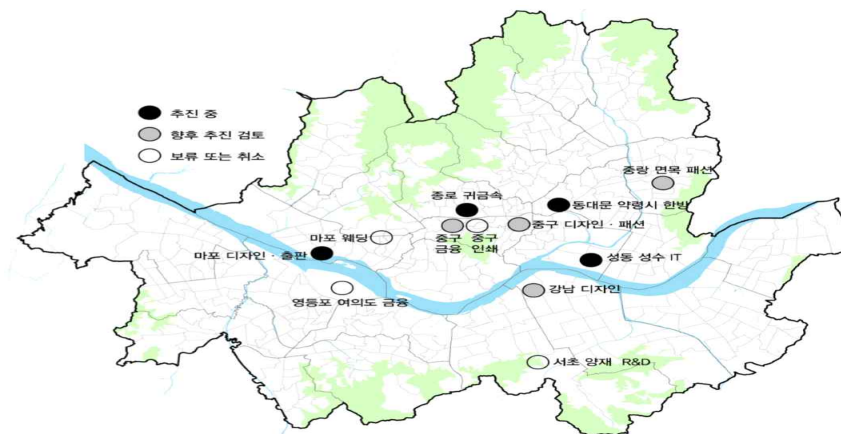 추진 중
향후 추진 검토
보류 또는 취소
중랑 면목 패션
종로 귀금속
동대문 약령시 한방
마포 웨딩
중구 중구
금융 인쇄
중구 디자인 · 패션
마포 디자인 · 출판
성동 성수 IT
영등포 여의도 금융
강남 디자인
서초 양재 R&D